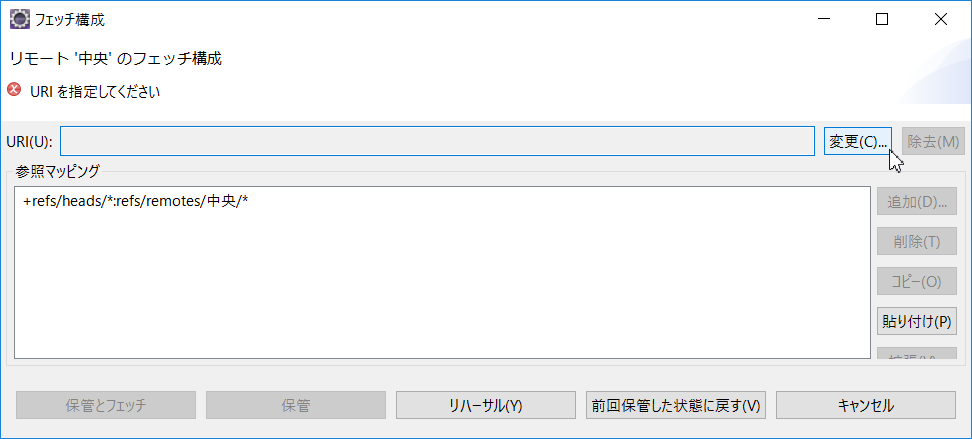 フェッチ構成
リモート '中央' のフェッチ構成
URI を指定してください
URI(U):
変更(C)...
除去(M)
参照マッピング
+refs/heads/*:refs/remotes/中央/*
追加(D)...
削除(T)
コピー(O)
貼り付け(P)
保管とフェッチ
保管
リハーサル(Y)
前回保管した状態に戻す(V)
キャンセル